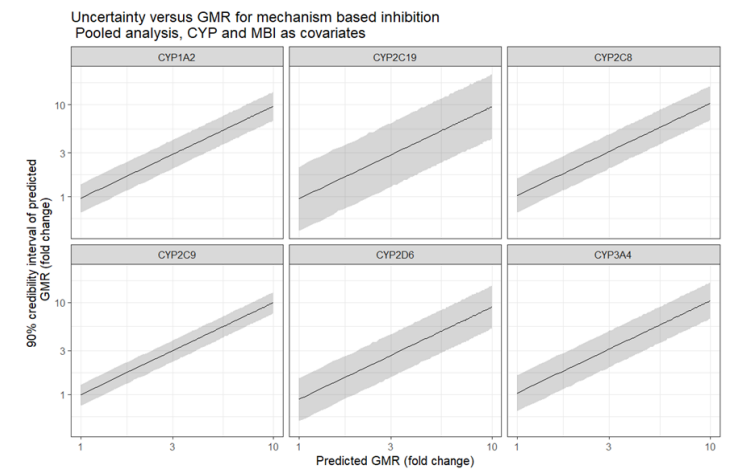 Uncertainty versus GMR for mechanism based inhibition
Pooled analysis, CYP and MBI as covariates
CYP1A2 CYP2C19 CYP2C8
10
3
1
CYP2C9 CYP2D6 CYP3A4
10
3
1
90% credibility interval of predicted
GMR (fold change)
1 3 10 1 3 10 1 3 10
Predicted GMR (fold change)